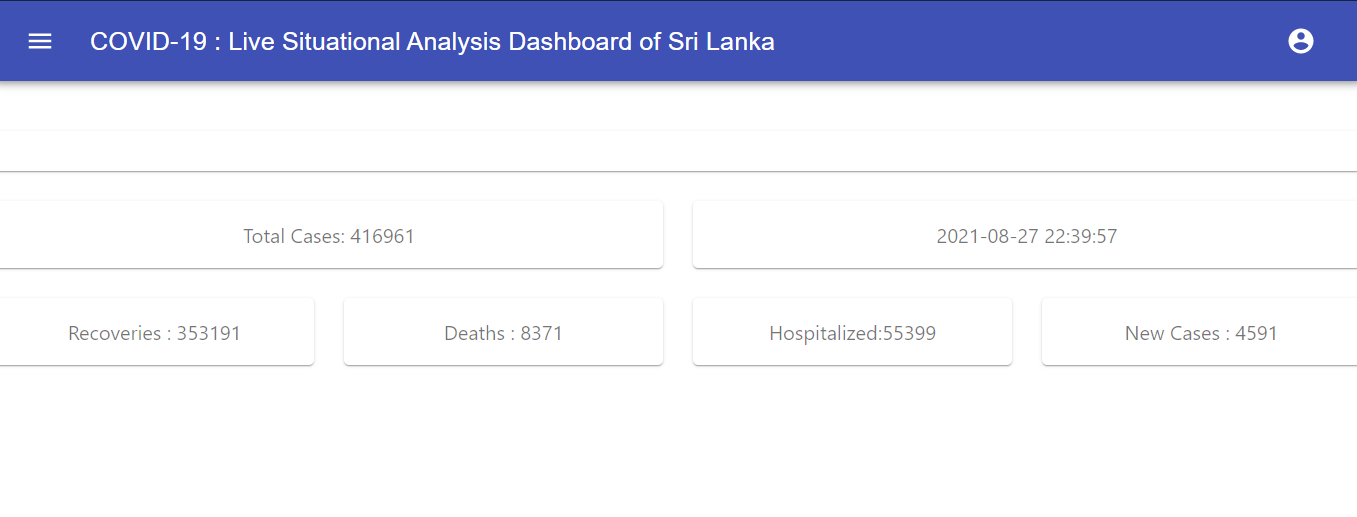 COVID-19 : Live Situational Analysis Dashboard of Sri Lanka
Total Cases: 416961
2021-08-27 22:39:57
Recoveries : 353191
Deaths : 8371
Hospitalized:55399
New Cases : 4591